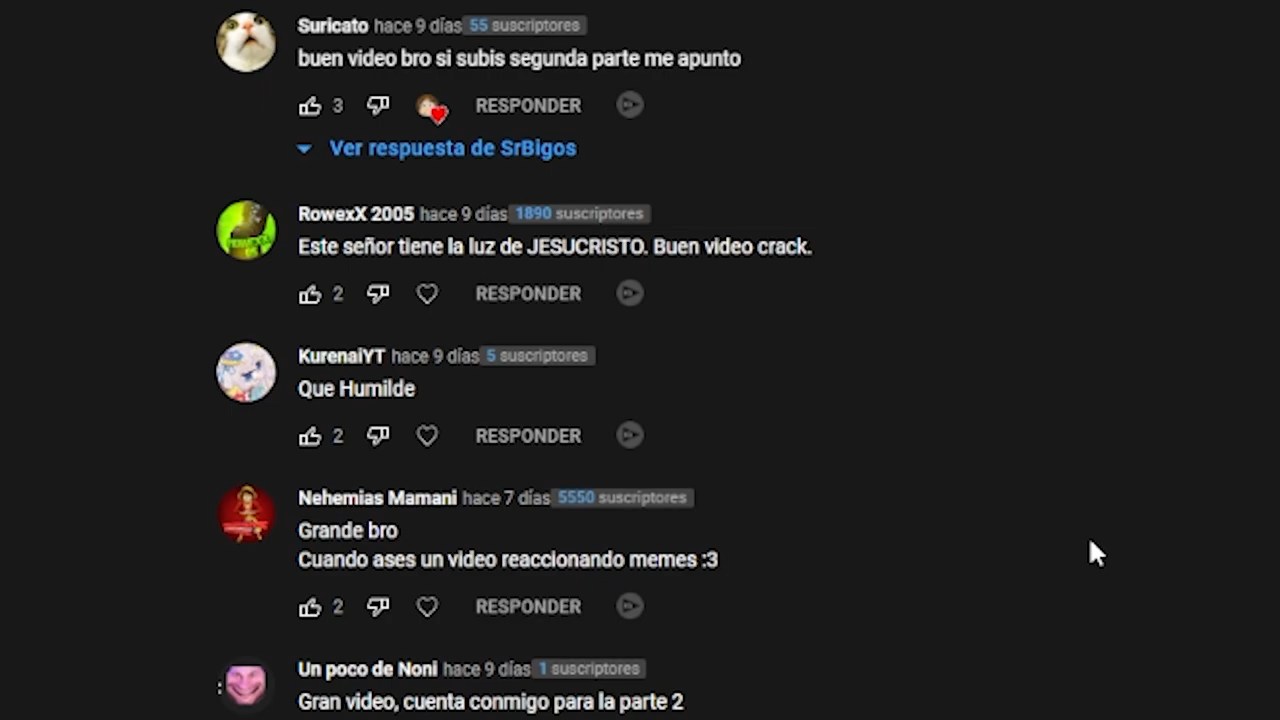 Suricato hace 9 días 55 suscriptores
buen video bro si subis segunda parte me apunto
3 RESPONDER
Ver respuesta de SrBigos
RowexX 2005 hace 9 días 1890 suscriptores
Este señor tiene la luz de JESUCRISTO. Buen video crack.
2 RESPONDER
KurenaiYT hace 9 días 5 suscriptores
Que Humilde
2 RESPONDER
Nehemias Mamani hace 7 días 5550 suscriptores
Grande bro
Cuando ases un video reaccionando memes :3
2 RESPONDER
Un poco de Noni hace 9 días 1 suscriptores
Gran video, cuenta conmigo para la parte 2